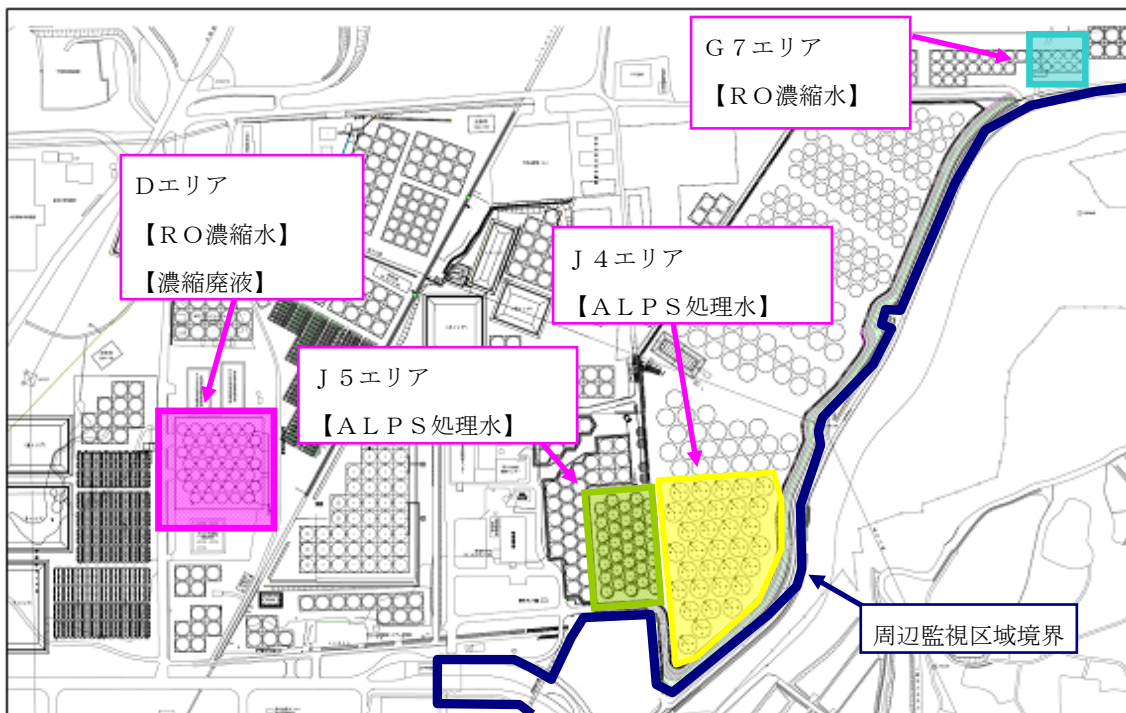 G7エリア
【RO濃縮水】
Dエリア
【RO濃縮水】
【濃縮廃液】
J4エリア
【ALPS処理水】
J5エリア
【ALPS処理水】
周辺監視区域境界